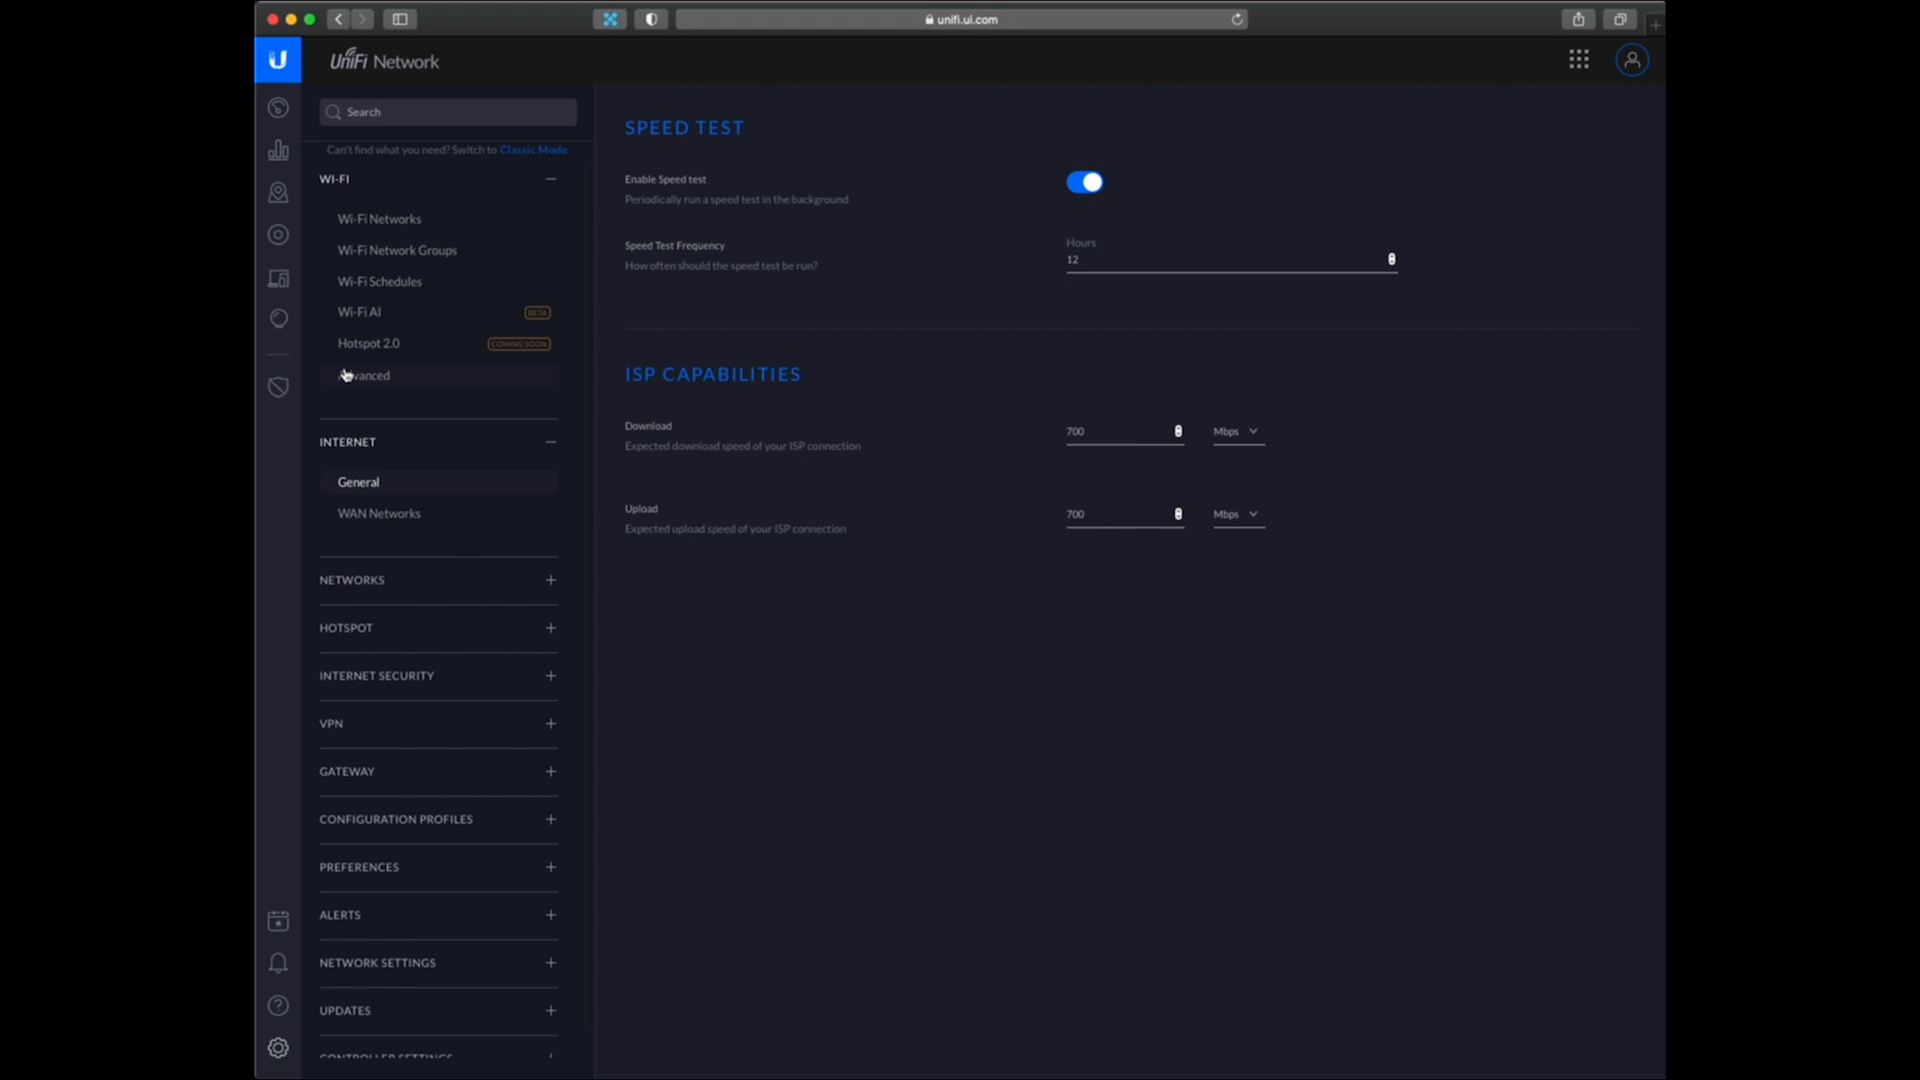 unifi.ui.com
UniFi Network
Search
Can't find what you need? Switch to Classic Mode
WI-FI
Wi-Fi Networks
Wi-Fi Network Groups
Wi-Fi Schedules
Wi-Fi AI BETA
Hotspot 2.0 COMING SOON
Advanced
INTERNET
General
WAN Networks
NETWORKS
HOTSPOT
INTERNET SECURITY
VPN
GATEWAY
CONFIGURATION PROFILES
PREFERENCES
ALERTS
NETWORK SETTINGS
UPDATES
CONTROLLER SETTINGS
SPEED TEST
Enable Speed test
Periodically run a speed test in the background
Speed Test Frequency
How often should the speed test be run?
Hours
12
ISP CAPABILITIES
Download
Expected download speed of your ISP connection
700 Mbps
Upload
Expected upload speed of your ISP connection
700 Mbps